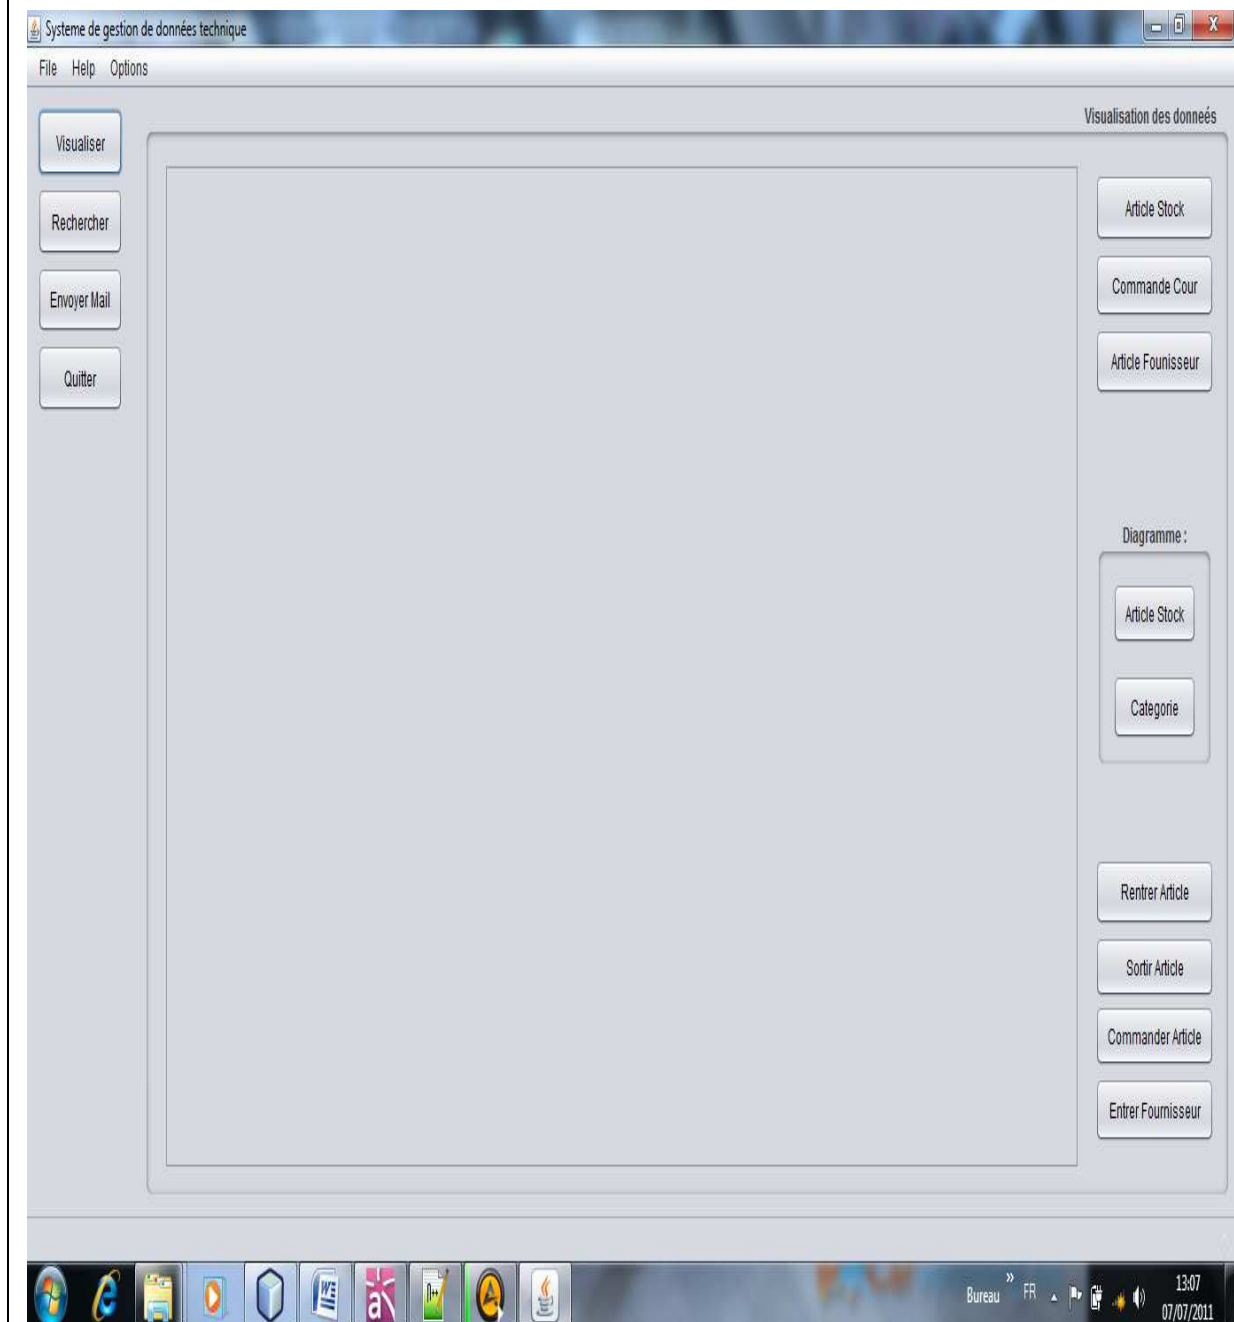 Systeme de gestion de données technique
File Help Options
Visualisation des donneés
Visualiser
Rechercher
Envoyer Mail
Quitter
Article Stock
Commande Cour
Article Founisseur
Diagramme :
Article Stock
Categorie
Rentrer Article
Sortir Article
Commander Article
Entrer Fournisseur
Bureau » FR 13:07
07/07/2011